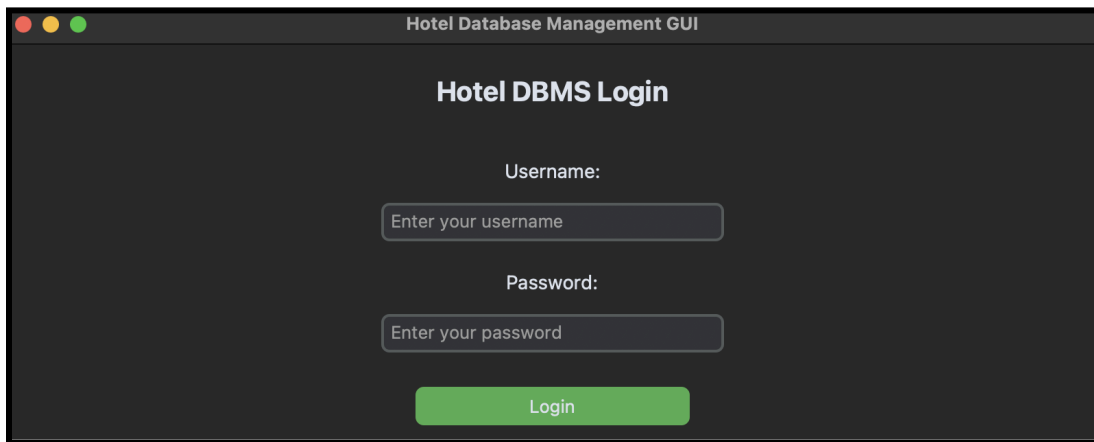 Hotel Database Management GUI
Hotel DBMS Login
Username:
Enter your username
Password:
Enter your password
Login